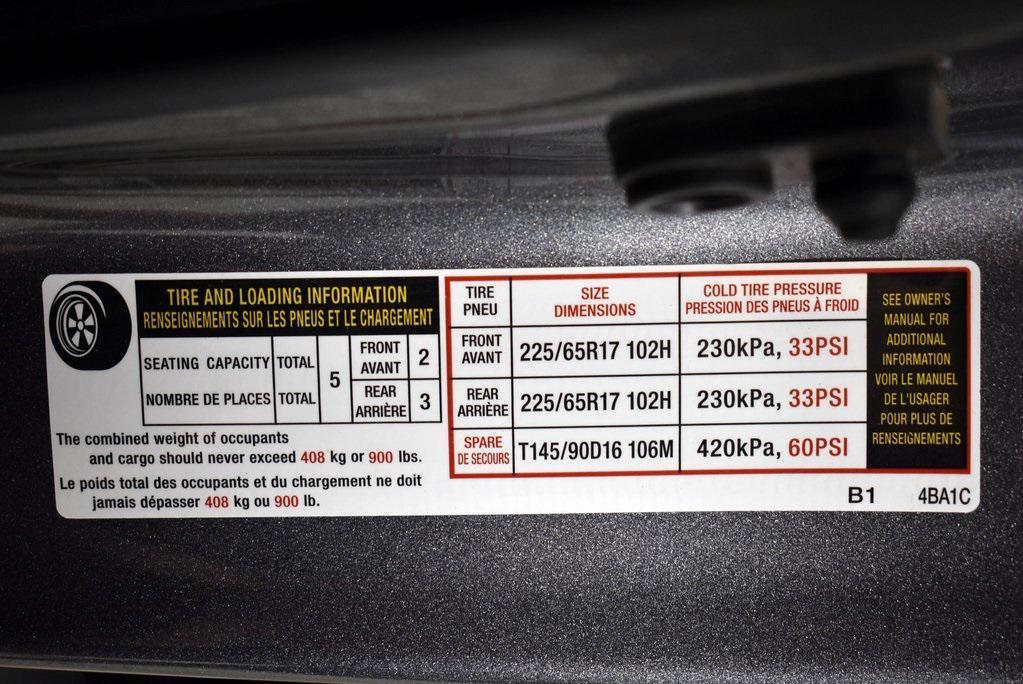 TIRE AND LOADING INFORMATION
RENSEIGNEMENTS SUR LES PNEUS ET LE CHARGEMENT
SEATING CAPACITY TOTAL
NOMBRE DE PLACES TOTAL
5
FRONT
AVANT
2
REAR
ARRIÈRE
3
The combined weight of occupants
and cargo should never exceed 408 kg or 900 lbs.
Le poids total des occupants et du chargement ne doit
jamais dépasser 408 kg ou 900 lb.
TIRE
PNEU
SIZE
DIMENSIONS
COLD TIRE PRESSURE
PRESSION DES PNEUS À FROID
FRONT
AVANT
225/65R17 102H
230kPa, 33PSI
REAR
ARRIÈRE
225/65R17 102H
230kPa, 33PSI
SPARE
DE SECOURS
T145/90D16 106M
420kPa, 60PSI
SEE OWNER'S
MANUAL FOR
ADDITIONAL
INFORMATION
VOIR LE MANUEL
DE L'USAGER
POUR PLUS DE
RENSEIGNEMENTS
B1 4BA1C